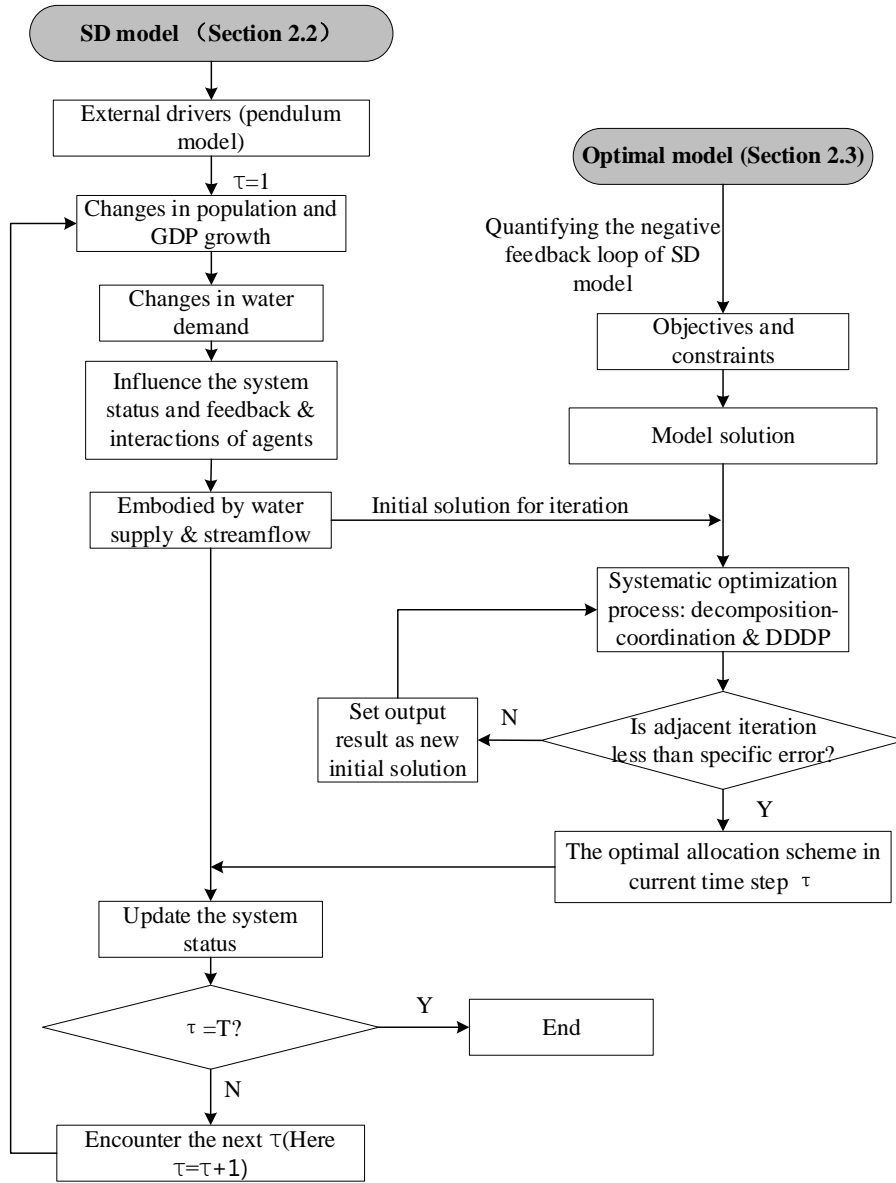 SD model （Section 2.2）
External drivers (pendulum
model)
τ=1
Changes in population and
GDP growth
Changes in water
demand
Influence the system
status and feedback &
interactions of agents
Embodied by water
supply & streamflow
Initial solution for iteration
Optimal model (Section 2.3)
Quantifying the negative
feedback loop of SD
model
Objectives and
constraints
Model solution
Systematic optimization
process: decomposition-
coordination & DDDP
Is adjacent iteration
less than specific error?
N
Set output
result as new
initial solution
Y
The optimal allocation scheme in
current time step τ
Update the system
status
τ =T?
Y
End
N
Encounter the next τ(Here
τ=τ+1)